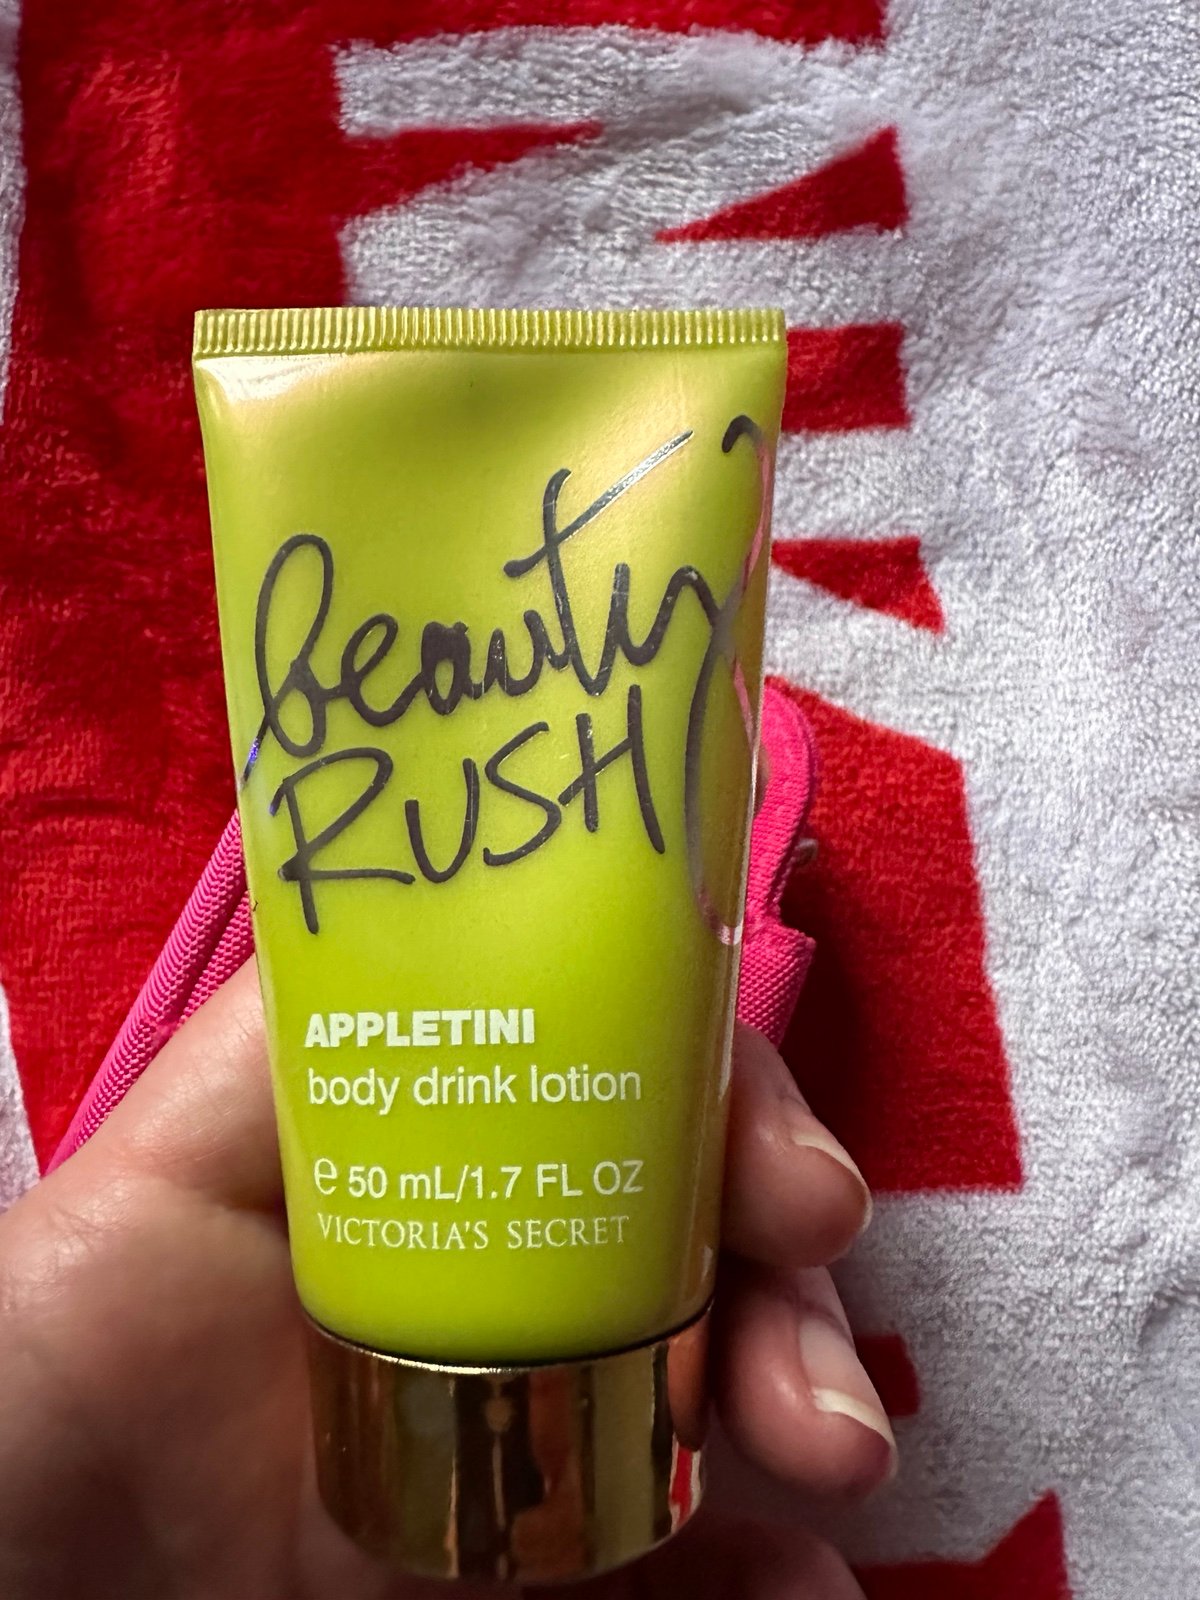 beauty
RUSH
APPLETINI
body drink lotion
℮ 50 mL/1.7 FL OZ
VICTORIA'S SECRET